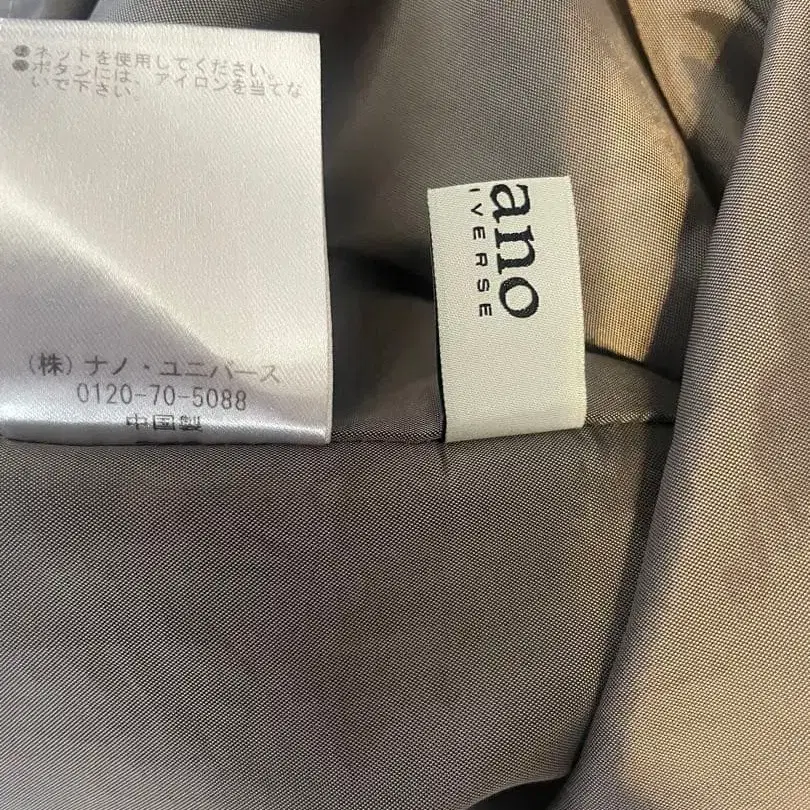 ●ネットを使用してください。
●ボタンには、アイロンを当てな
いで下さい。
(株)ナノ・ユニバース
0120-70-5088
中国製
ano
IVERSE